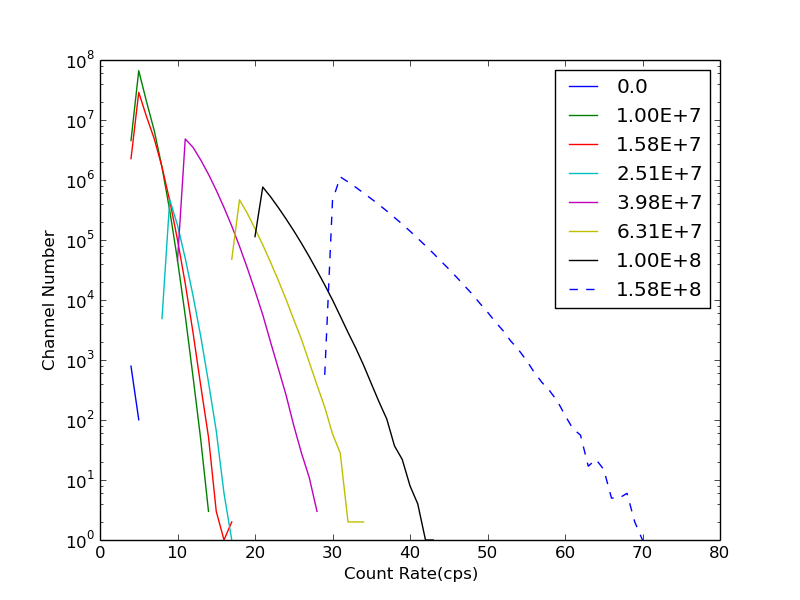 10^8
10^7
10^6
10^5
10^4
10^3
10^2
10^1
10^0
Channel Number
0 10 20 30 40 50 60 70 80
Count Rate(cps)
0.0
1.00E+7
1.58E+7
2.51E+7
3.98E+7
6.31E+7
1.00E+8
1.58E+8